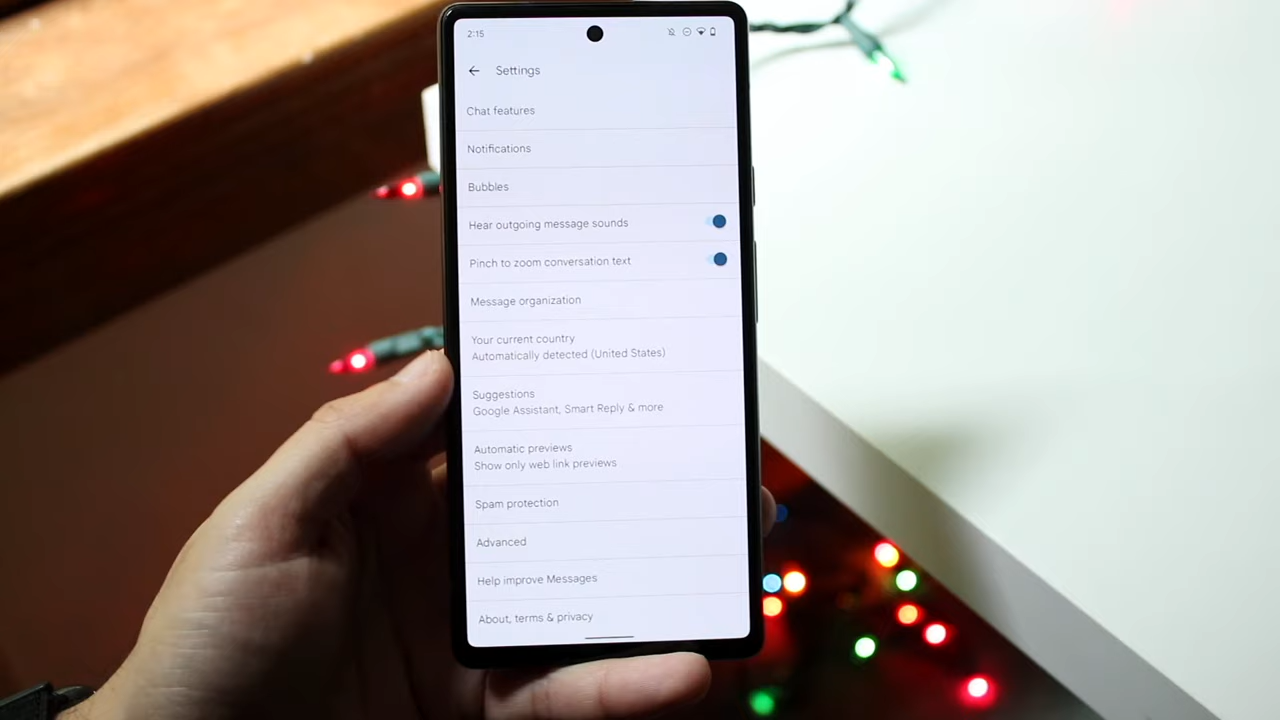 2:15
Settings
Chat features
Notifications
Bubbles
Hear outgoing message sounds
Pinch to zoom conversation text
Message organization
Your current country
Automatically detected (United States)
Suggestions
Google Assistant, Smart Reply & more
Automatic previews
Show only web link previews
Spam protection
Advanced
Help improve Messages
About, terms & privacy